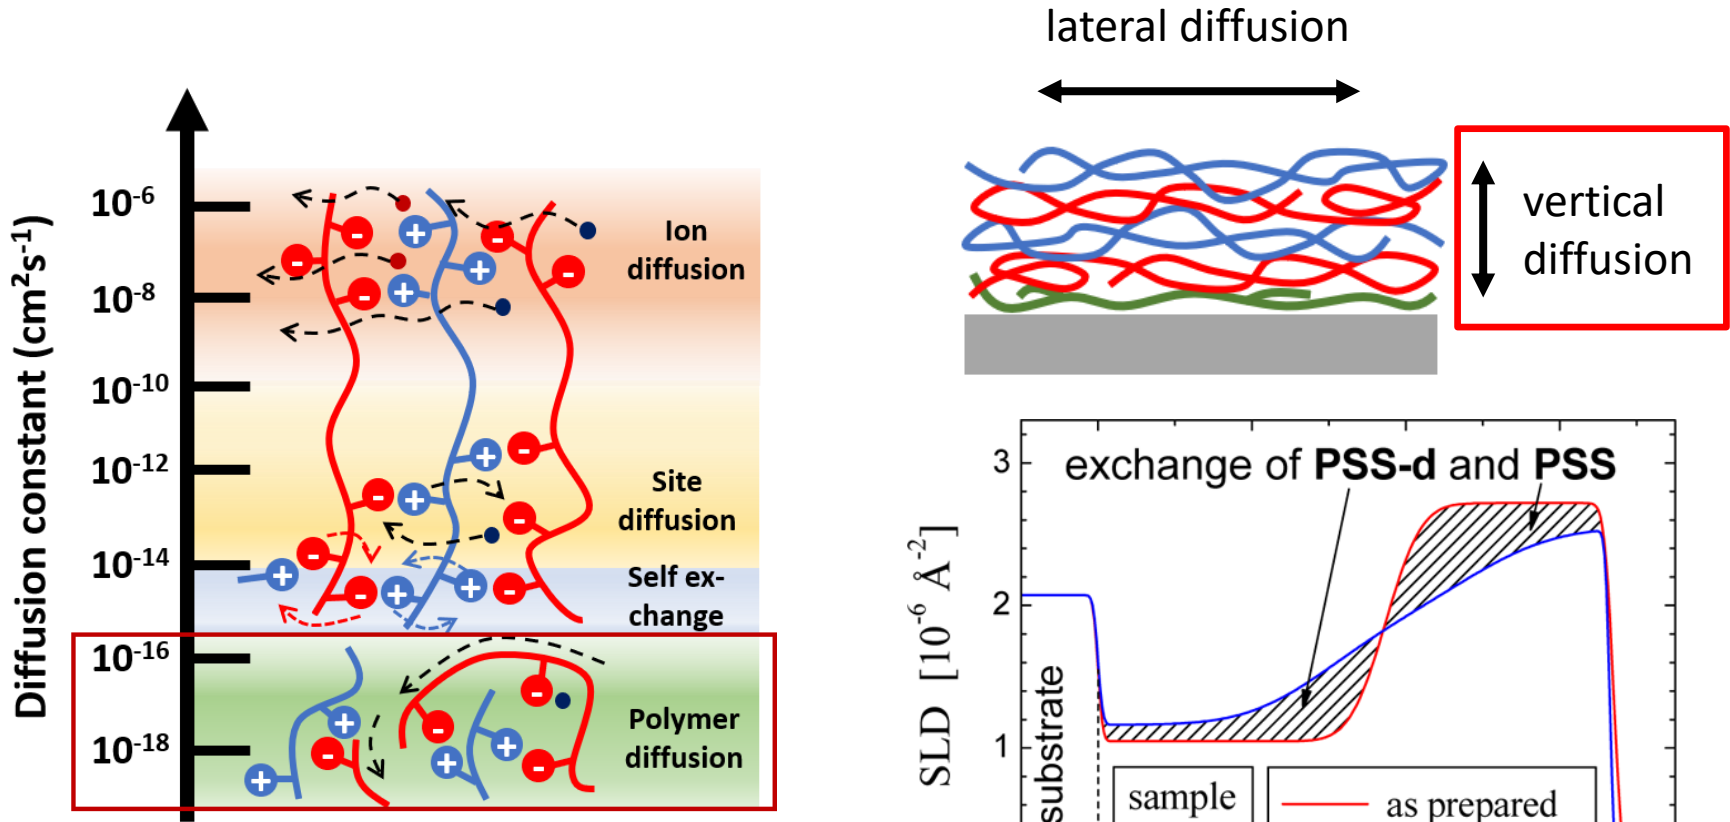 lateral diffusion
vertical
diffusion
Diffusion constant (cm²s⁻¹)
10⁻⁶
10⁻⁸
10⁻¹⁰
10⁻¹²
10⁻¹⁴
10⁻¹⁶
10⁻¹⁸
Ion
diffusion
Site
diffusion
Self ex-
change
Polymer
diffusion
- - - - - - - - - - - - - - -
+ + + + + + + + + + + + +
exchange of PSS-d and PSS
SLD [10⁻⁶ Å⁻²]
3
2
1
substrate
sample
as prepared